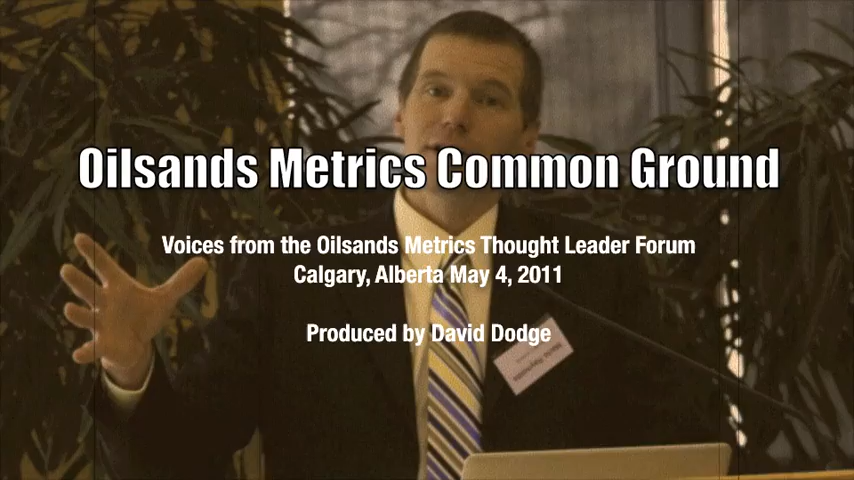 Oilsands Metrics Common Ground
Voices from the Oilsands Metrics Thought Leader Forum
Calgary, Alberta May 4, 2011
Produced by David Dodge